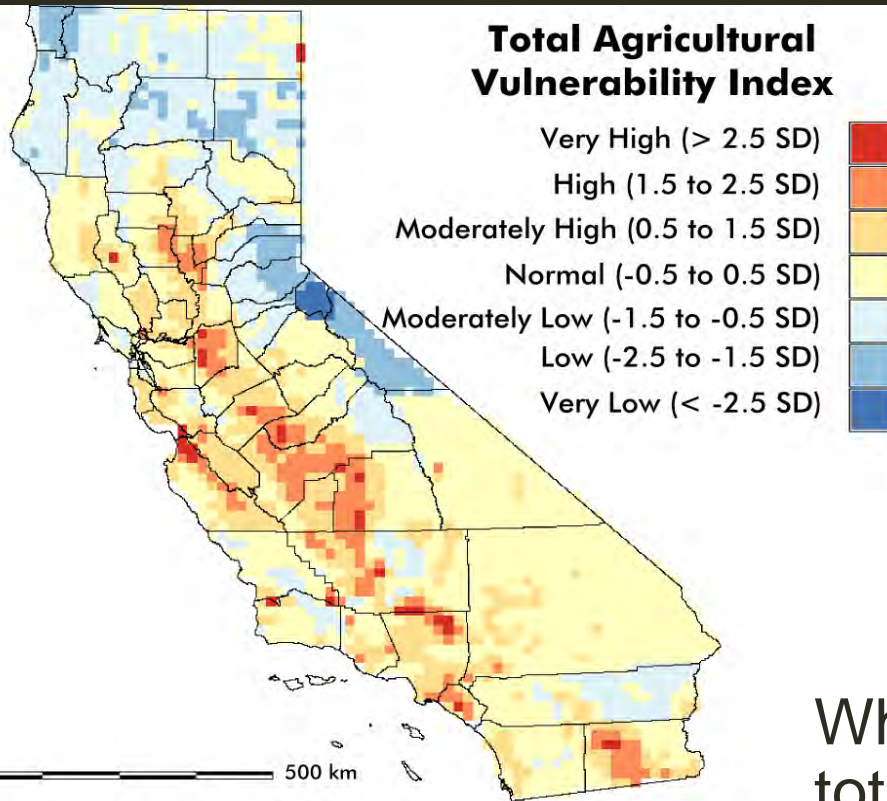 Total Agricultural
Vulnerability Index
Very High (> 2.5 SD)
High (1.5 to 2.5 SD)
Moderately High (0.5 to 1.5 SD)
Normal (-0.5 to 0.5 SD)
Moderately Low (-1.5 to -0.5 SD)
Low (-2.5 to -1.5 SD)
Very Low (< -2.5 SD)
500 km